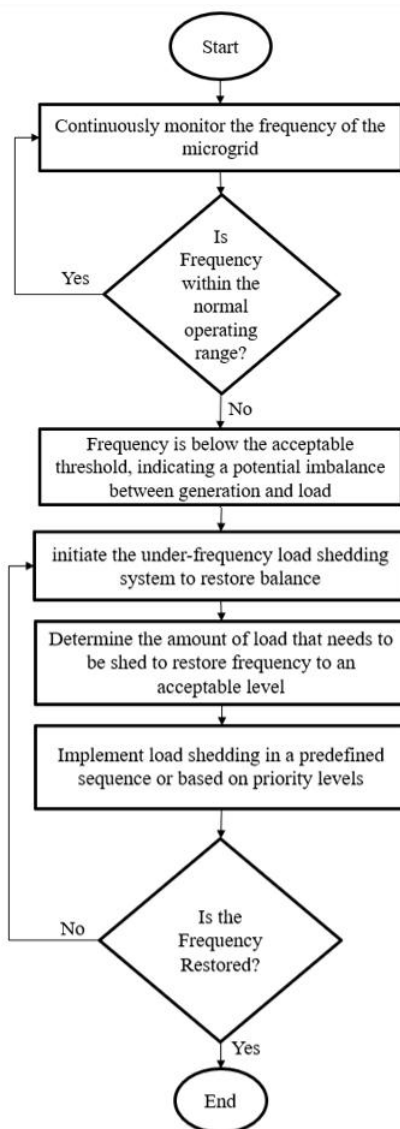 Start
Continuously monitor the frequency of the
microgrid
Is
Frequency
within the
normal
operating
range?
Yes
No
Frequency is below the acceptable
threshold, indicating a potential imbalance
between generation and load
initiate the under-frequency load shedding
system to restore balance
Determine the amount of load that needs to
be shed to restore frequency to an
acceptable level
Implement load shedding in a predefined
sequence or based on priority levels
Is the
Frequency
Restored?
No
Yes
End